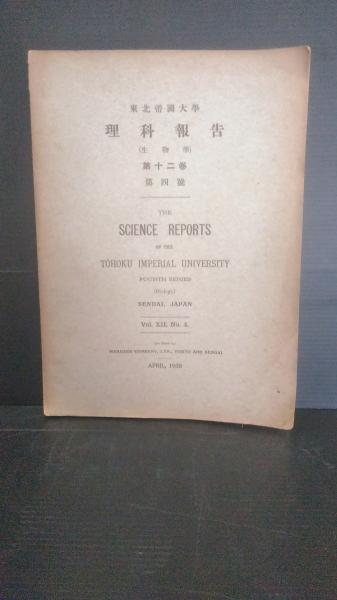 東北帝國大學
理科報告
(生物學)
第十二卷
第四號
THE
SCIENCE REPORTS
OF THE
TÔHOKU IMPERIAL UNIVERSITY
FOURTH SERIES
(Biology)
SENDAI, JAPAN
Vol. XII, No. 4.
MARUZEN COMPANY, LTD., TOKYO AND SENDAI
APRIL, 1938